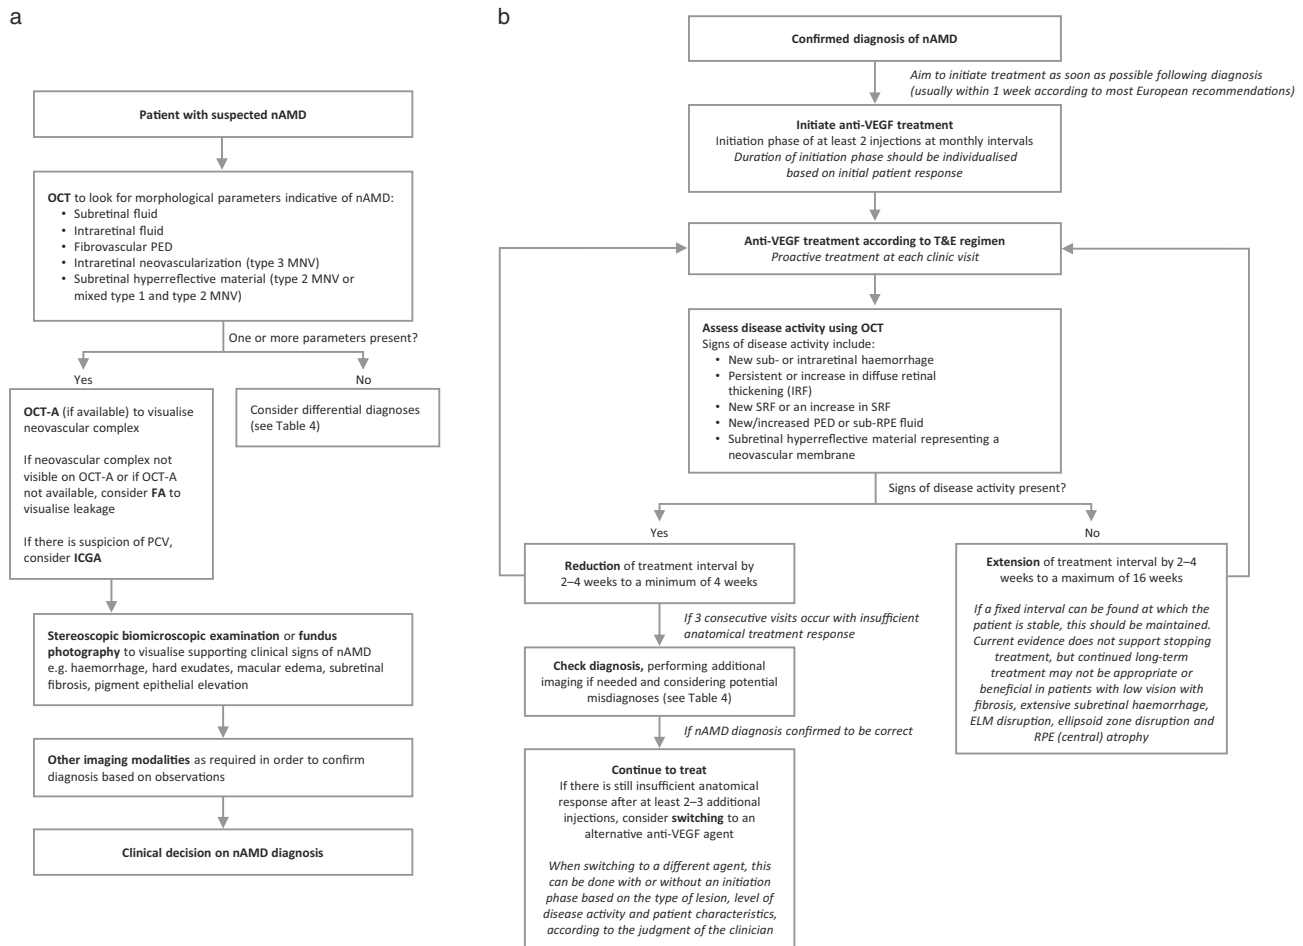 a
Patient with suspected nAMD
OCT to look for morphological parameters indicative of nAMD:
• Subretinal fluid
• Intraretinal fluid
• Fibrovascular PED
• Intraretinal neovascularization (type 3 MNV)
• Subretinal hyperreflective material (type 2 MNV or
mixed type 1 and type 2 MNV)
One or more parameters present?
Yes
No
OCT-A (if available) to visualise
neovascular complex
If neovascular complex not
visible on OCT-A or if OCT-A
not available, consider FA to
visualise leakage
If there is suspicion of PCV,
consider ICGA
Consider differential diagnoses
(see Table 4)
Stereoscopic biomicroscopic examination or fundus
photography to visualise supporting clinical signs of nAMD
e.g. haemorrhage, hard exudates, macular edema, subretinal
fibrosis, pigment epithelial elevation
Other imaging modalities as required in order to confirm
diagnosis based on observations
Clinical decision on nAMD diagnosis
b
Confirmed diagnosis of nAMD
Aim to initiate treatment as soon as possible following diagnosis
(usually within 1 week according to most European recommendations)
Initiate anti-VEGF treatment
Initiation phase of at least 2 injections at monthly intervals
Duration of initiation phase should be individualised
based on initial patient response
Anti-VEGF treatment according to T&E regimen
Proactive treatment at each clinic visit
Assess disease activity using OCT
Signs of disease activity include:
• New sub- or intraretinal haemorrhage
• Persistent or increase in diffuse retinal
thickening (IRF)
• New SRF or an increase in SRF
• New/increased PED or sub-RPE fluid
• Subretinal hyperreflective material representing a
neovascular membrane
Signs of disease activity present?
Yes
No
Reduction of treatment interval by
2–4 weeks to a minimum of 4 weeks
If 3 consecutive visits occur with insufficient
anatomical treatment response
Check diagnosis, performing additional
imaging if needed and considering potential
misdiagnoses (see Table 4)
If nAMD diagnosis confirmed to be correct
Continue to treat
If there is still insufficient anatomical
response after at least 2–3 additional
injections, consider switching to an
alternative anti-VEGF agent
When switching to a different agent, this
can be done with or without an initiation
phase based on the type of lesion, level of
disease activity and patient characteristics,
according to the judgment of the clinician
Extension of treatment interval by 2–4
weeks to a maximum of 16 weeks
If a fixed interval can be found at which the
patient is stable, this should be maintained.
Current evidence does not support stopping
treatment, but continued long-term
treatment may not be appropriate or
beneficial in patients with low vision with
fibrosis, extensive subretinal haemorrhage,
ELM disruption, ellipsoid zone disruption and
RPE (central) atrophy